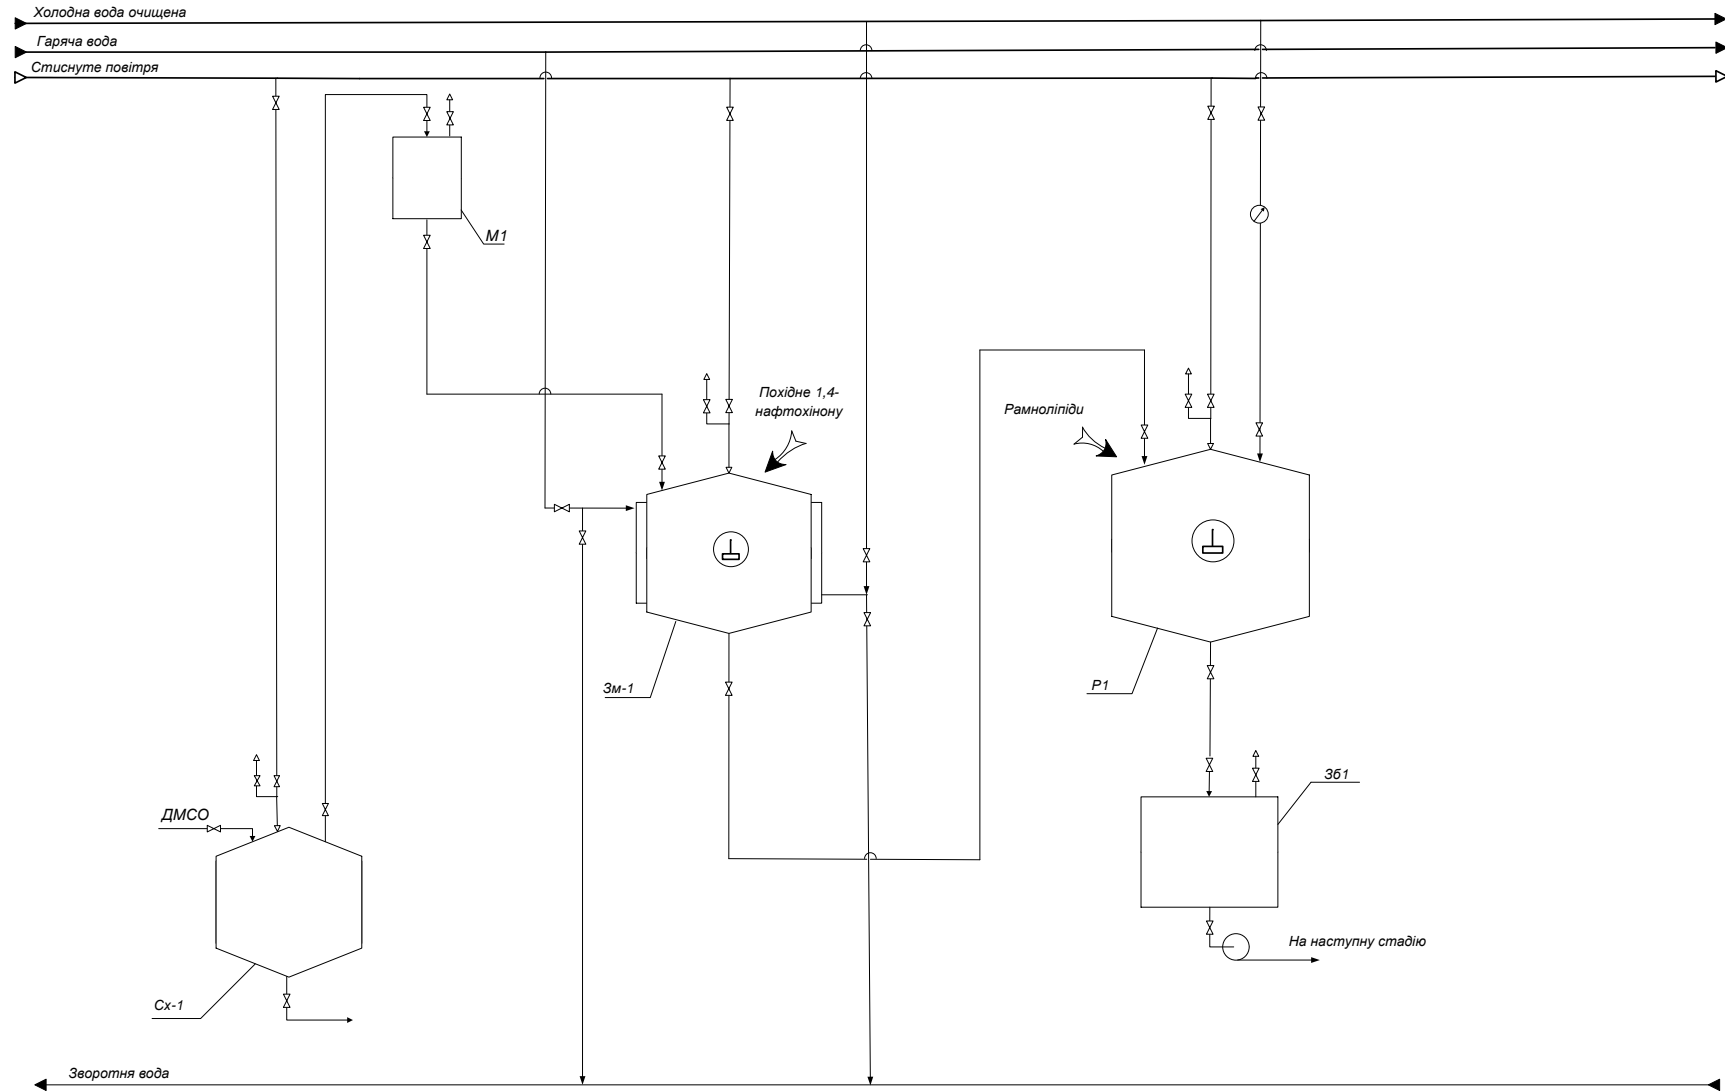 Холодна вода очищена
Гаряча вода
Стиснуте повітря
М1
Похідне 1,4-
нафтохінону
Рамноліпіди
Зм-1
Р1
Зб1
ДМСО
На наступну стадію
Сх-1
Зворотня вода